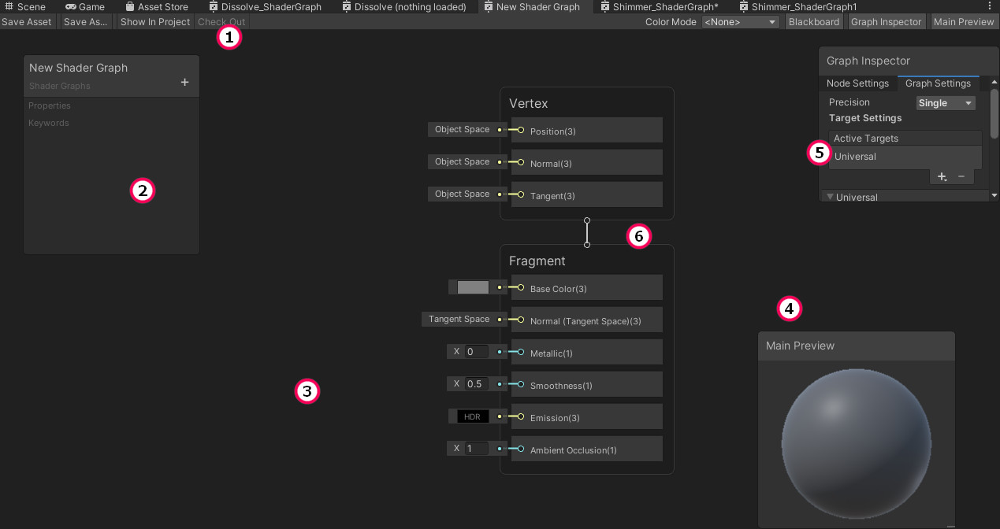 Scene Game Asset Store Dissolve_ShaderGraph Dissolve (nothing loaded) New Shader Graph Shimmer_ShaderGraph* Shimmer_ShaderGraph1
Save Asset Save As... Show In Project Check Out Color Mode <None> Blackboard Graph Inspector Main Preview
1
New Shader Graph
Shader Graphs
+
Properties
Keywords
2
Vertex
Object Space Position(3)
Object Space Normal(3)
Object Space Tangent(3)
6
Fragment
Base Color(3)
Tangent Space Normal (Tangent Space)(3)
X 0 Metallic(1)
X 0.5 Smoothness(1)
HDR Emission(3)
X 1 Ambient Occlusion(1)
3
Graph Inspector
Node Settings Graph Settings
Precision Single
Target Settings
Active Targets
5
Universal
+ −
Universal
4
Main Preview